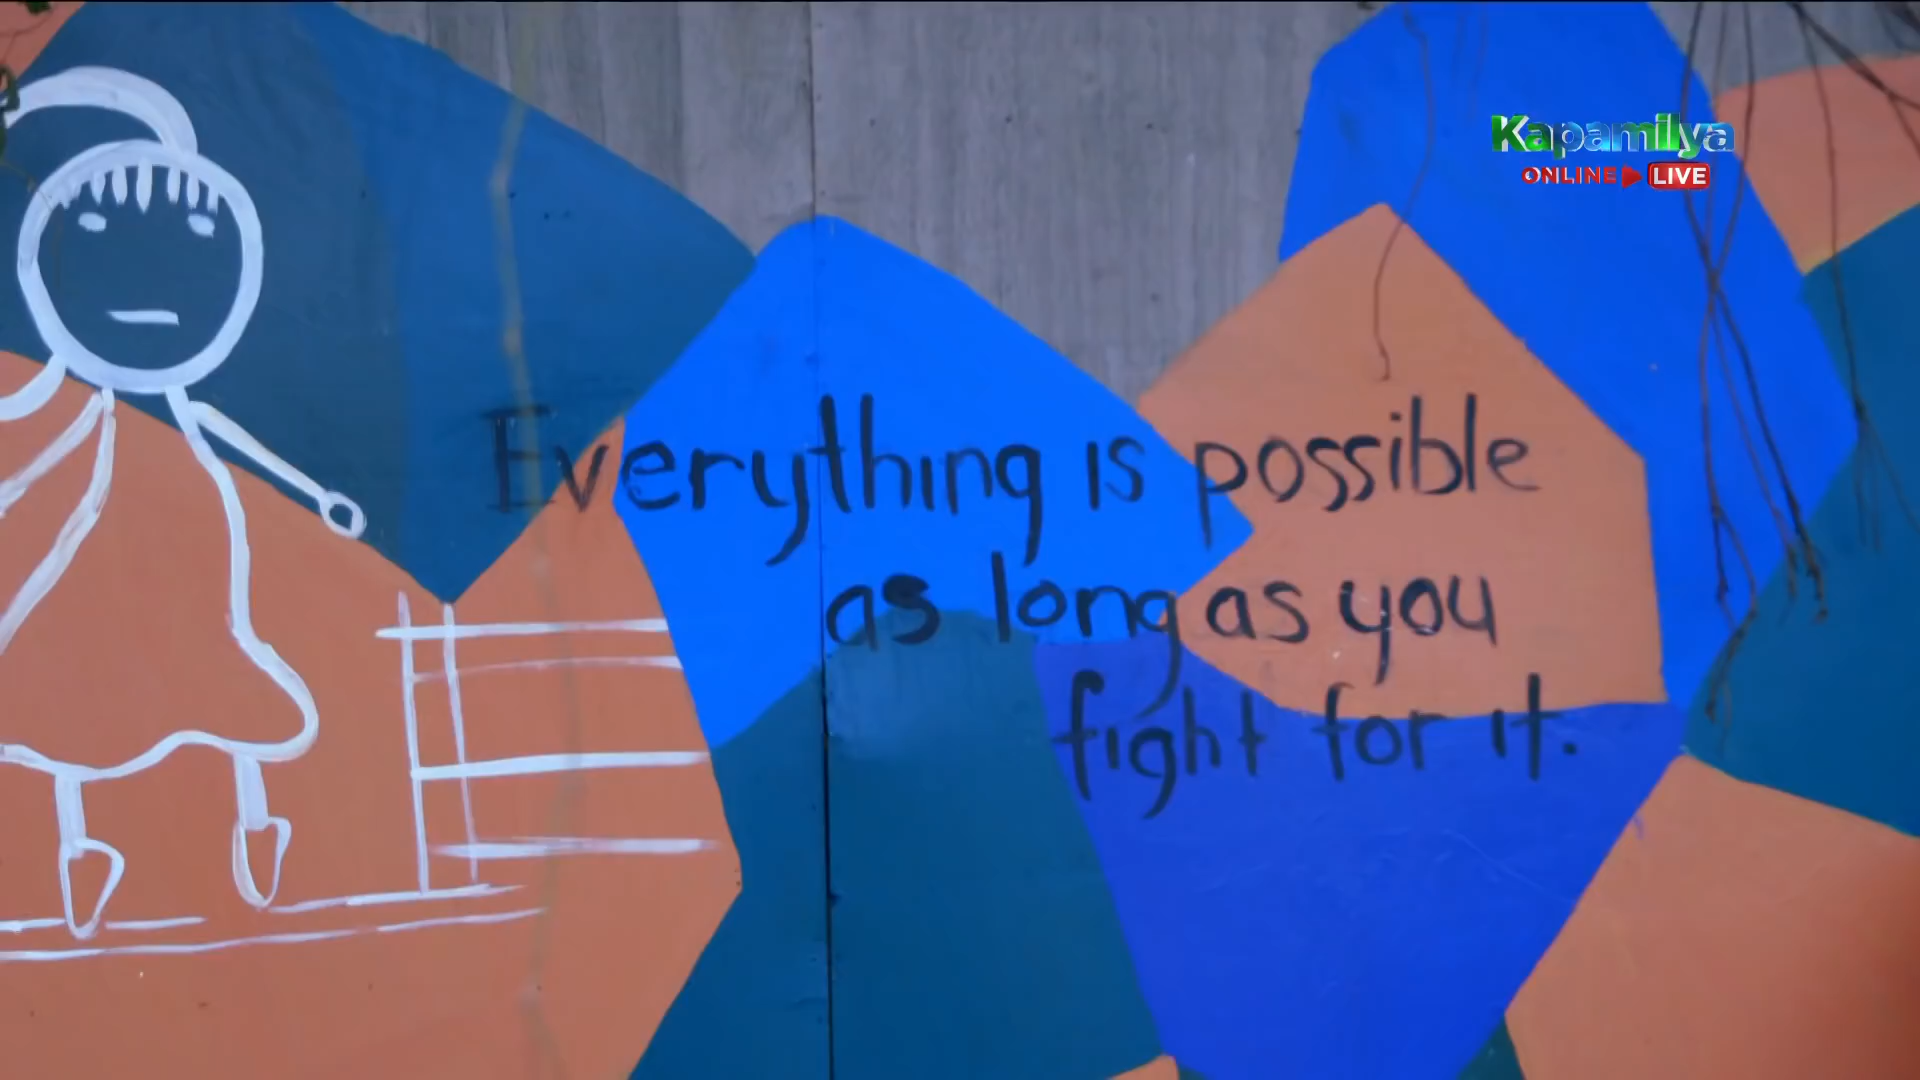 Kapamilya
ONLINE LIVE
Everything is possible
as long as you
fight for it.